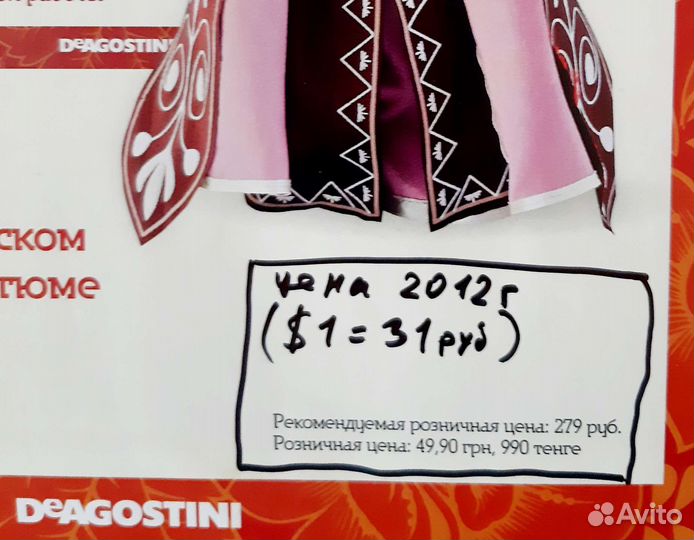 DeAGOSTINI
ском
тюме
цена 2012г
($1=31руб)
Рекомендуемая розничная цена: 279 руб.
Розничная цена: 49,90 грн, 990 тенге
DeAGOSTINI
Avito